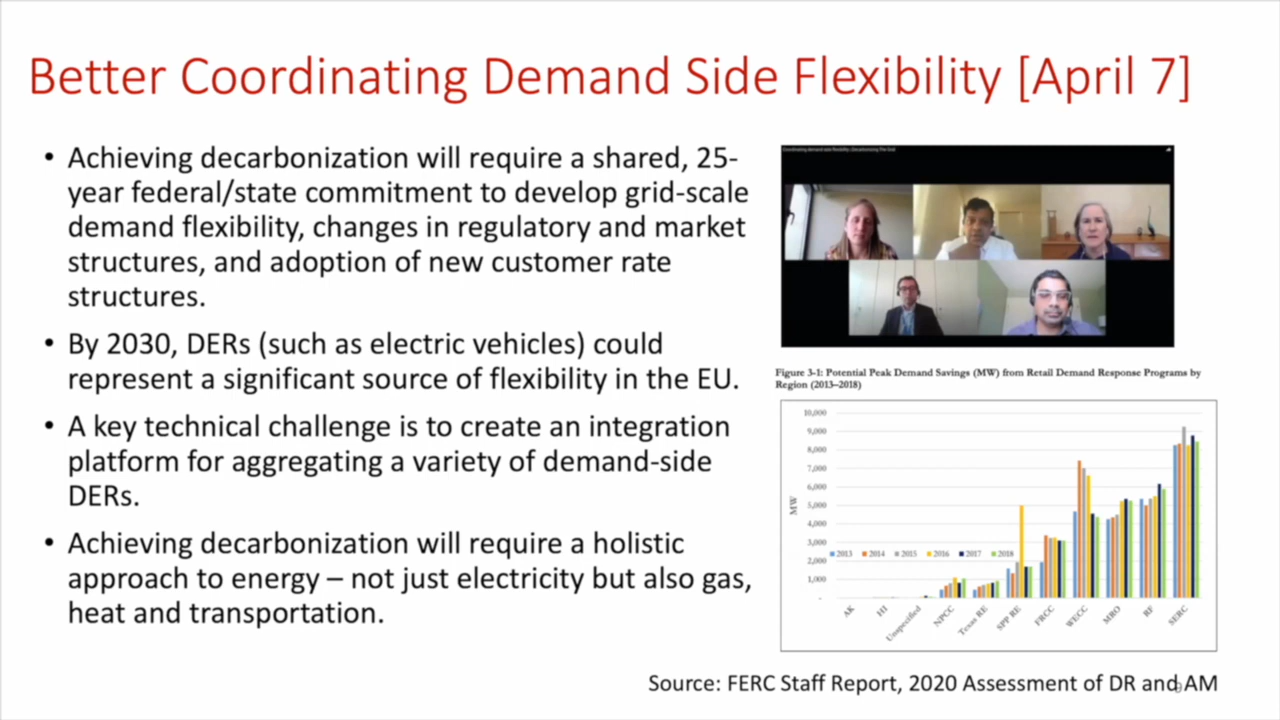 Better Coordinating Demand Side Flexibility [April 7]
• Achieving decarbonization will require a shared, 25-
year federal/state commitment to develop grid-scale
demand flexibility, changes in regulatory and market
structures, and adoption of new customer rate
structures.
• By 2030, DERs (such as electric vehicles) could
represent a significant source of flexibility in the EU.
• A key technical challenge is to create an integration
platform for aggregating a variety of demand-side
DERs.
• Achieving decarbonization will require a holistic
approach to energy – not just electricity but also gas,
heat and transportation.
Coordinating demand-side flexibility: Decarbonizing The Grid
Figure 3-1: Potential Peak Demand Savings (MW) from Retail Demand Response Programs by
Region (2013–2018)
10,000
9,000
8,000
7,000
6,000
5,000
4,000
3,000
2,000
1,000
-
MW
2013 2014 2015 2016 2017 2018
AK HI Unspecified NPCC Texas RE SPP RE FRCC WECC MRO RF SERC
Source: FERC Staff Report, 2020 Assessment of DR and AM